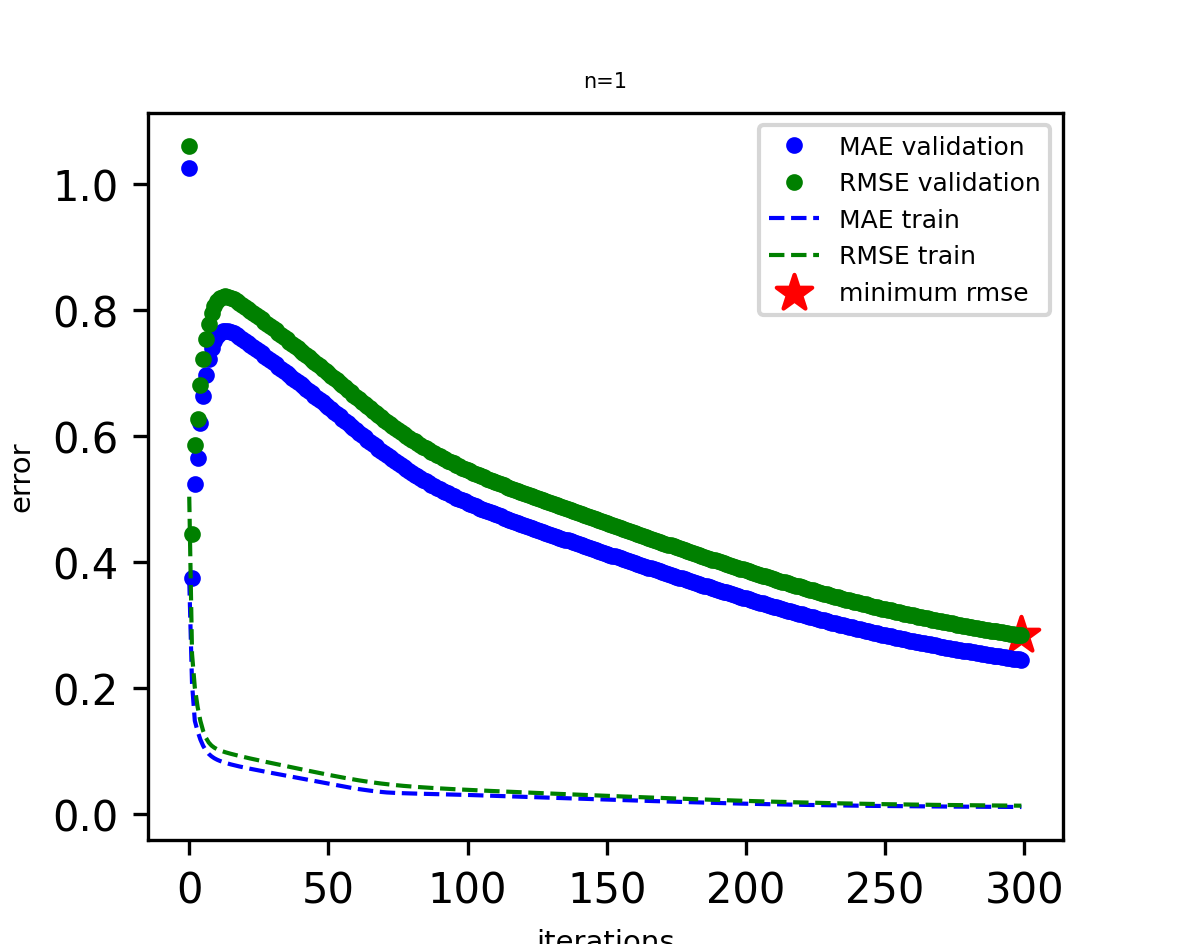 n=1
MAE validation
RMSE validation
MAE train
RMSE train
minimum rmse
error
1.0
0.8
0.6
0.4
0.2
0.0
0 50 100 150 200 250 300
iterations